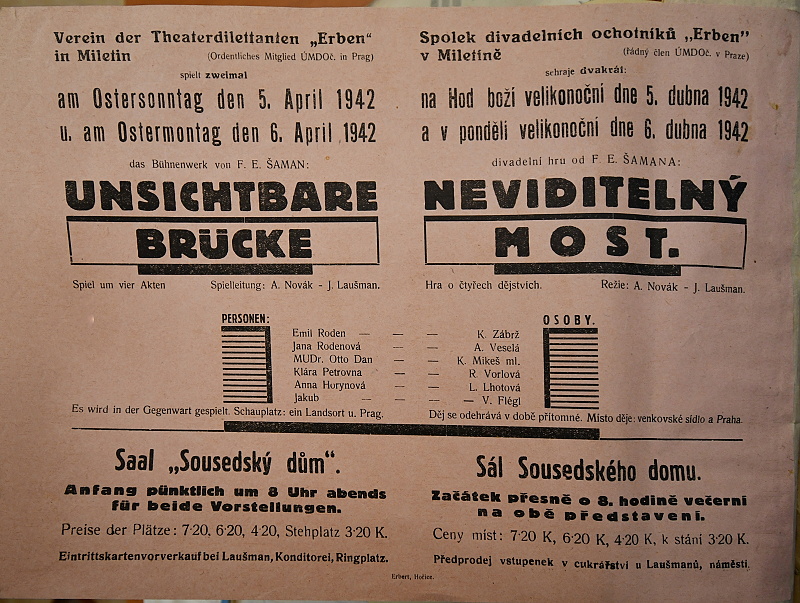 Verein der Theaterdilettanten „Erben“
in Miletin (Ordentliches Mitglied ÚMDOč. in Prag)
spielt zweimal
am Ostersonntag den 5. April 1942
u. am Ostermontag den 6. April 1942
das Bühnenwerk von F. E. ŠAMAN:
UNSICHTBARE
BRÜCKE
Spiel um vier Akten Spielleitung: A. Novák - J. Laušman.
Spolek divadelních ochotníků „Erben”
v Miletíně (řádný člen ÚMDOč. v Praze)
sehraje dvakrát:
na Hod boží velikonoční dne 5. dubna 1942
a v pondělí velikonoční dne 6. dubna 1942
divadelní hru od F. E. ŠAMANA:
NEVIDITELNÝ
MOST.
Hra o čtyřech dějstvích. Režie: A. Novák - J. Laušman.
PERSONEN: OSOBY.
Emil Roden — — — K. Zábrž
Jana Rodenová — — A. Veselá
MUDr. Otto Dan — — K. Mikeš ml.
Klára Petrovna — — R. Vorlová
Anna Horynová — — L. Lhotová
Jakub — — — — V. Flégl
Es wird in der Gegenwart gespielt. Schauplatz: ein Landsort u. Prag.
Děj se odehrává v době přítomné. Místo děje: venkovské sídlo a Praha.
Saal „Sousedský dům“.
Anfang pünktlich um 8 Uhr abends
für beide Vorstellungen.
Preise der Plätze: 7·20, 6·20, 4·20, Stehplatz 3·20 K.
Eintrittskartenvorverkauf bei Laušman, Konditorei, Ringplatz.
Sál Sousedského domu.
Začátek přesně o 8. hodině večerní
na obě představení.
Ceny míst: 7·20 K, 6·20 K, 4·20 K, k stání 3·20 K.
Předprodej vstupenek v cukrářství u Laušmanů, náměstí.
Erbert, Hořice.